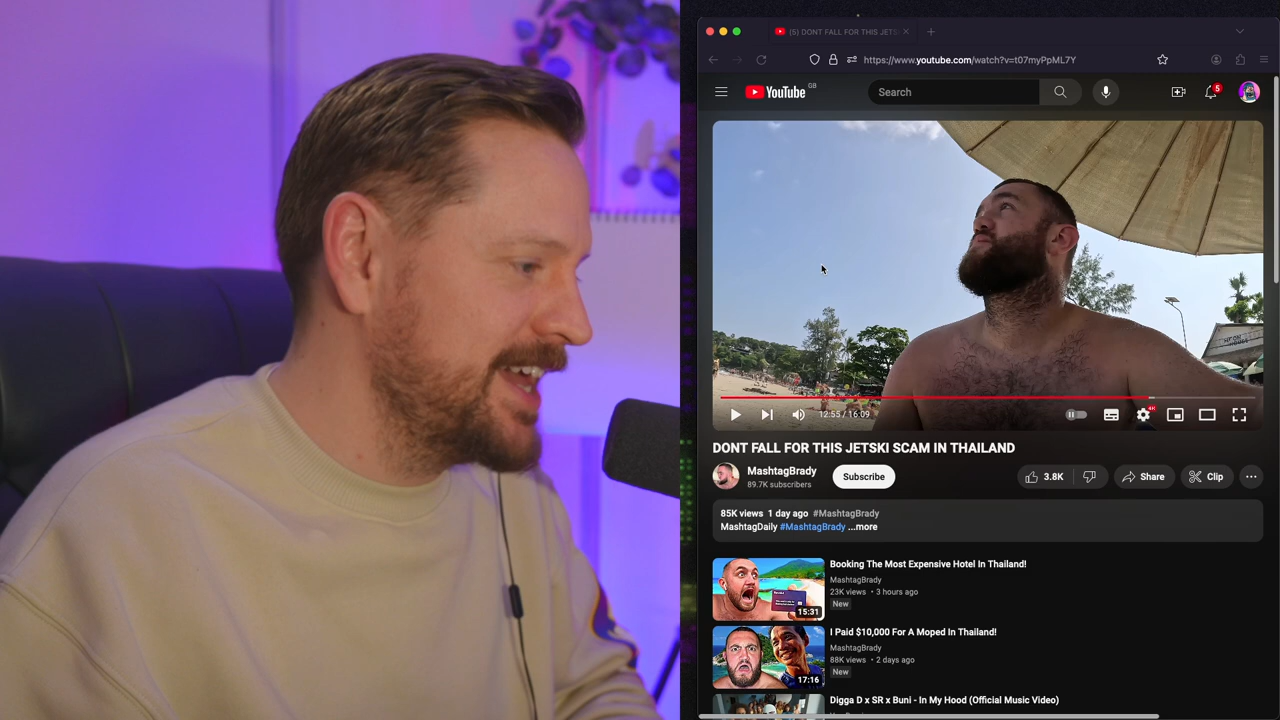 (5) DONT FALL FOR THIS JETS
https://www.youtube.com/watch?v=t07myPpML7Y
YouTube GB
Search
5
12:55 / 16:09
4K
DONT FALL FOR THIS JETSKI SCAM IN THAILAND
MashtagBrady
89.7K subscribers
Subscribe
3.8K
Share
Clip
85K views 1 day ago #MashtagBrady
MashtagDaily #MashtagBrady ...more
Booking The Most Expensive Hotel In Thailand!
MashtagBrady
23K views • 3 hours ago
New
15:31
I Paid $10,000 For A Moped In Thailand!
MashtagBrady
88K views • 2 days ago
New
17:16
Digga D x SR x Buni - In My Hood (Official Music Video)